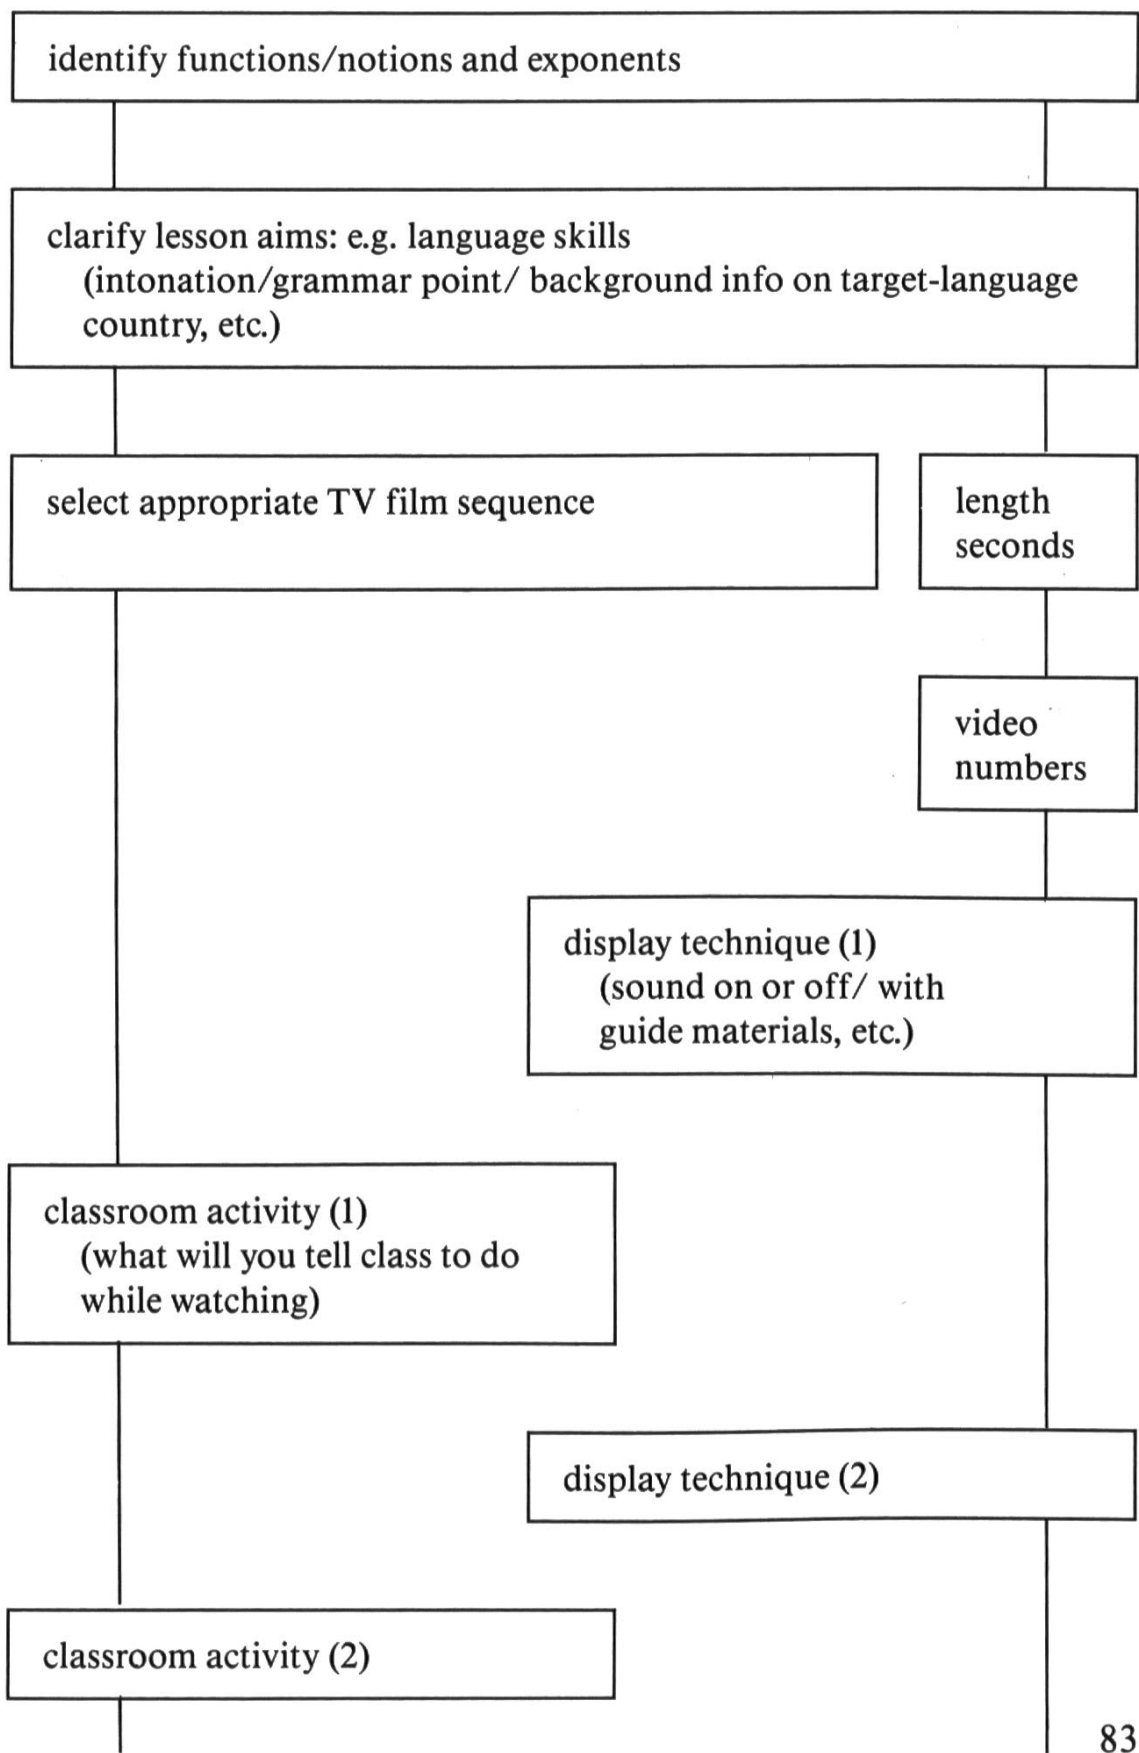 identify functions/notions and exponents
clarify lesson aims: e.g. language skills
(intonation/grammar point/ background info on target-language
country, etc.)
select appropriate TV film sequence
length
seconds
video
numbers
display technique (1)
(sound on or off/ with
guide materials, etc.)
classroom activity (1)
(what will you tell class to do
while watching)
display technique (2)
classroom activity (2)
83